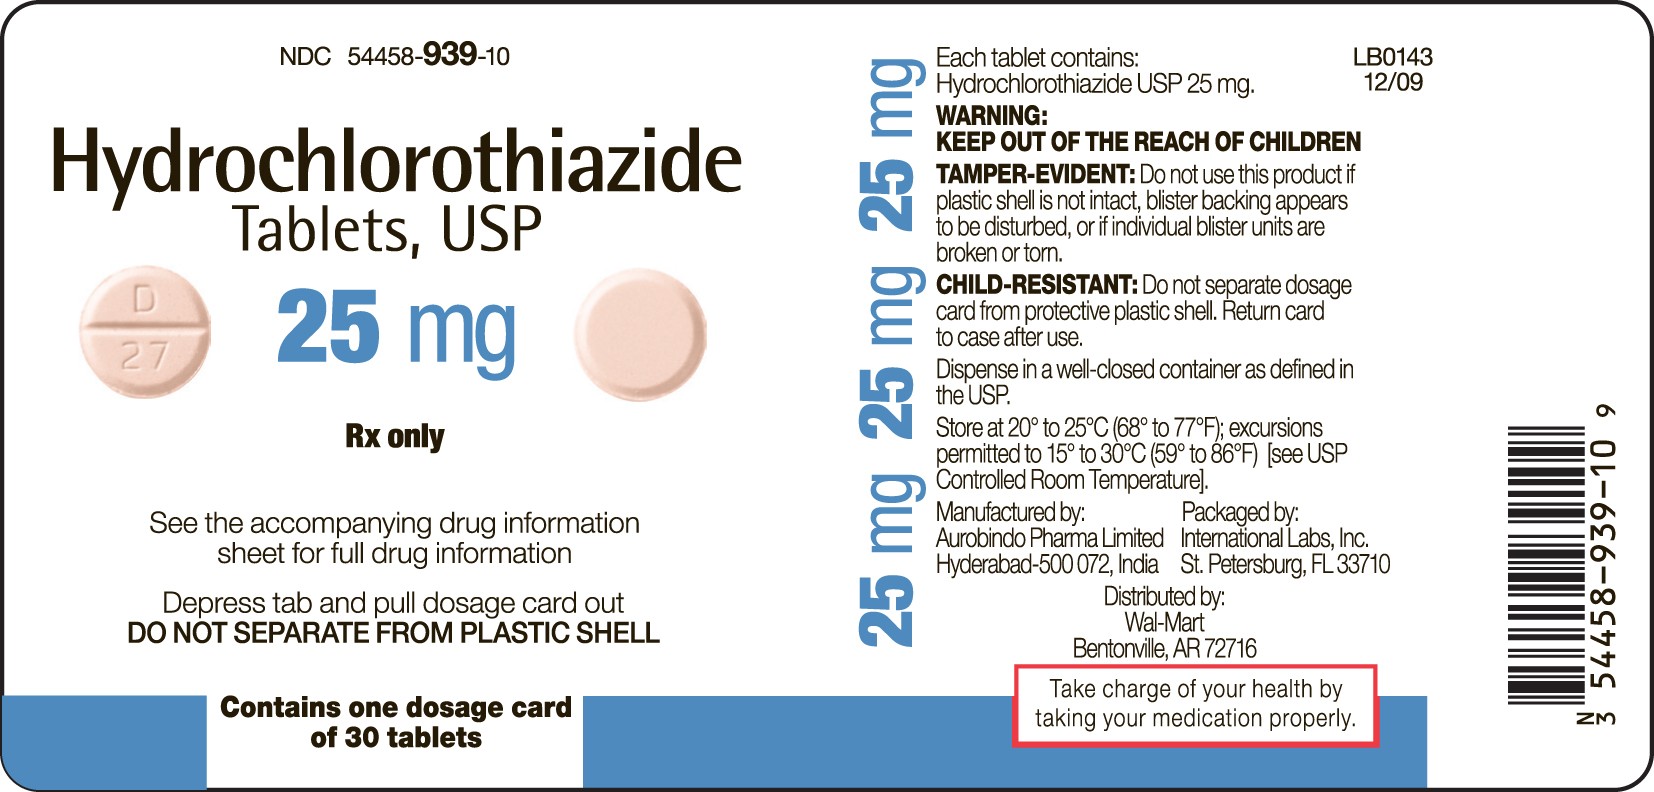 NDC 54458-939-10
Hydrochlorothiazide
Tablets, USP
D
27
25 mg
Rx only
See the accompanying drug information
sheet for full drug information
Depress tab and pull dosage card out
DO NOT SEPARATE FROM PLASTIC SHELL
Contains one dosage card
of 30 tablets
25 mg 25 mg 25 mg
Each tablet contains:
Hydrochlorothiazide USP 25 mg.
LB0143
12/09
WARNING:
KEEP OUT OF THE REACH OF CHILDREN
TAMPER-EVIDENT: Do not use this product if
plastic shell is not intact, blister backing appears
to be disturbed, or if individual blister units are
broken or torn.
CHILD-RESISTANT: Do not separate dosage
card from protective plastic shell. Return card
to case after use.
Dispense in a well-closed container as defined in
the USP.
Store at 20° to 25°C (68° to 77°F); excursions
permitted to 15° to 30°C (59° to 86°F) [see USP
Controlled Room Temperature].
Manufactured by:
Aurobindo Pharma Limited
Hyderabad-500 072, India
Packaged by:
International Labs, Inc.
St. Petersburg, FL 33710
Distributed by:
Wal-Mart
Bentonville, AR 72716
Take charge of your health by
taking your medication properly.
N
3 54458-939-10 9